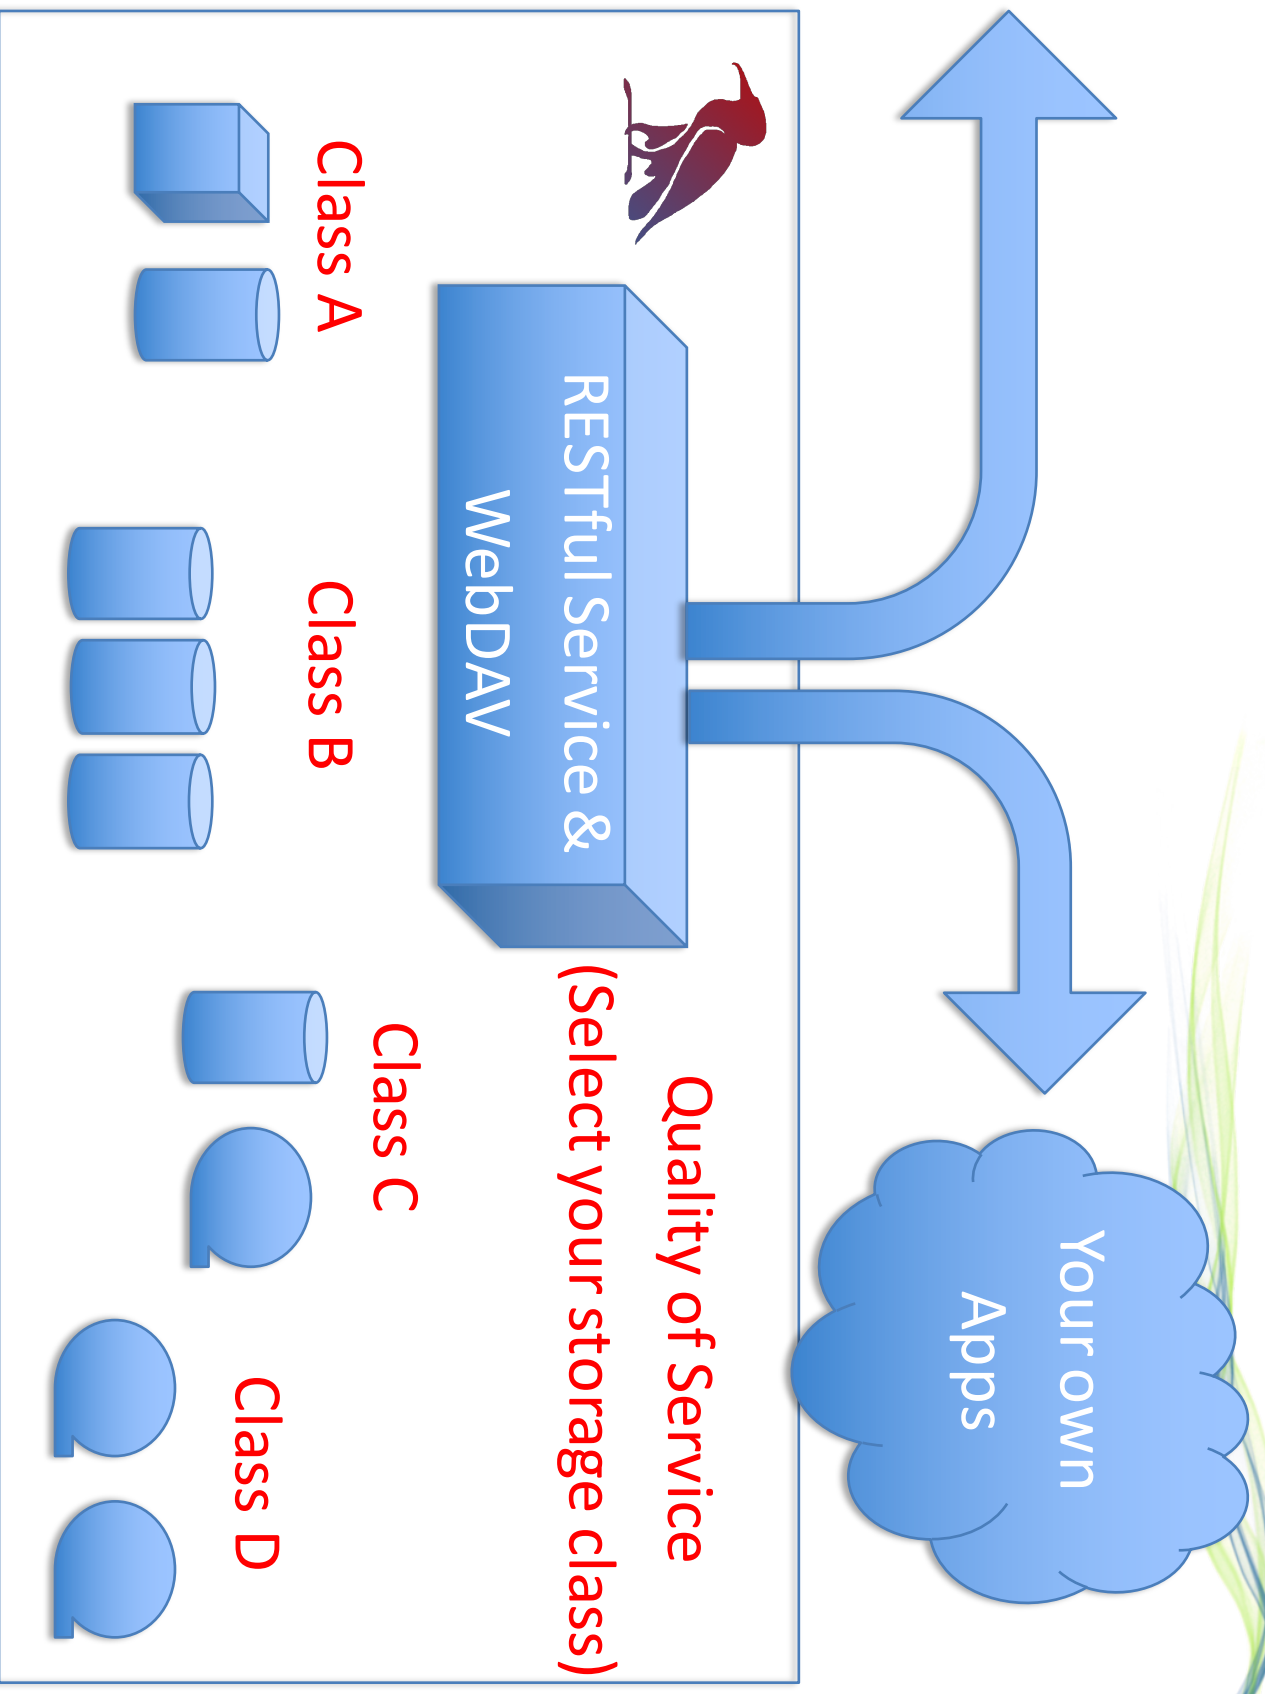 Your own
Apps
Quality of Service
(Select your storage class)
RESTful Service &
WebDAV
Class A
Class B
Class C
Class D